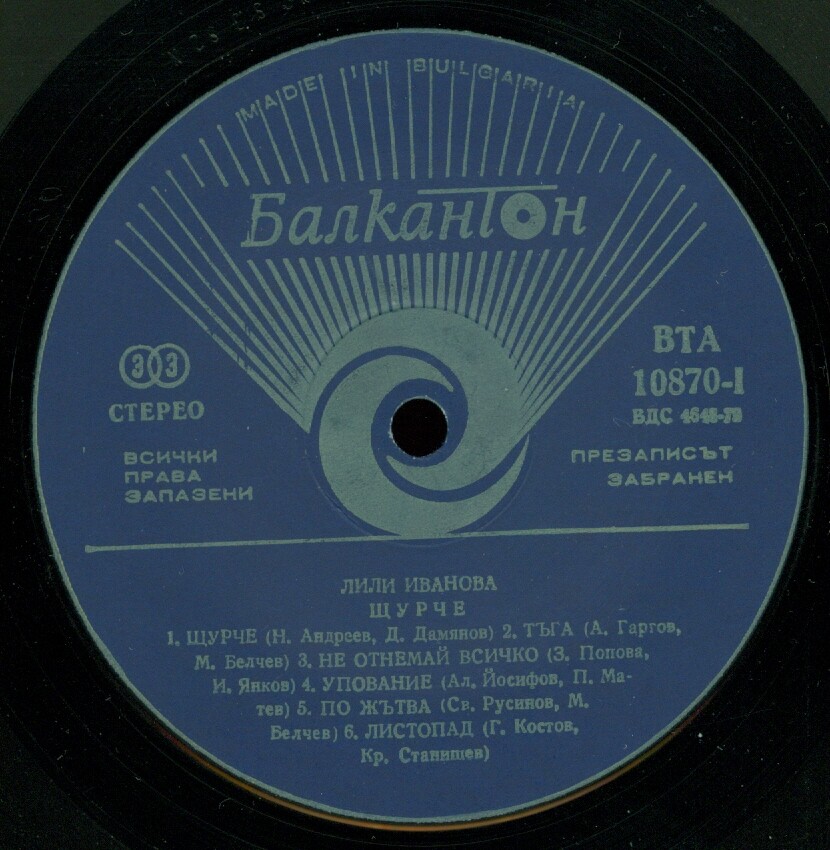 MADE IN BULGARIA
Балкантон
33
СТЕРЕО
ВСИЧКИ
ПРАВА
ЗАПАЗЕНИ
ВТА
10870-I
БДС
ПРЕЗАПИСЪТ
ЗАБРАНЕН
ЛИЛИ ИВАНОВА
ЩУРЧЕ
1. ЩУРЧЕ (Н. Андреев, Д. Дамянов) 2. ТЪГА (А. Гаргов,
М. Белчев) 3. НЕ ОТНЕМАЙ ВСИЧКО (З. Попова,
И. Янков) 4. УПОВАНИЕ (Ал. Йосифов, П. Ма-
тев) 5. ПО ЖЪТВА (Св. Русинов, М.
Белчев) 6. ЛИСТОПАД (Г. Костов,
Кр. Станишев)